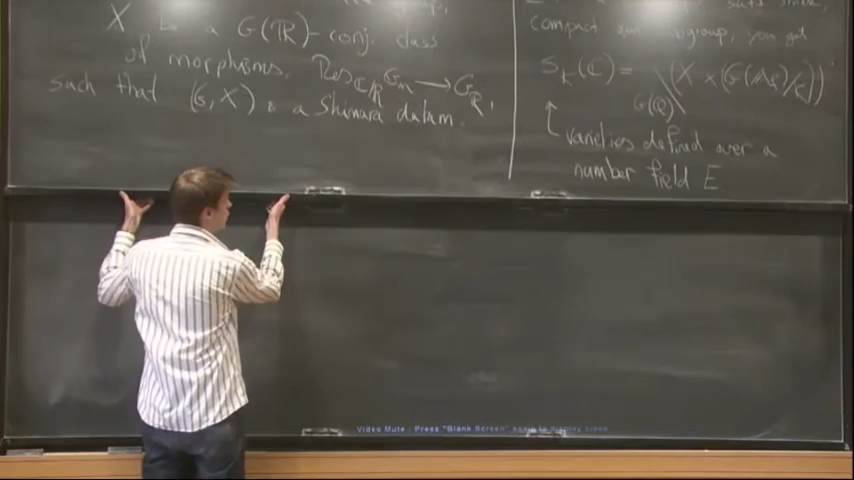 X be a G(ℝ)-conj. class
of morphisms, Res_{ℂ/ℝ} G_m → G_ℝ,
such that (G, X) is a Shimura datum.
compact open subgroup, you get
S_K(ℂ) = G(ℚ)\(X × (G(𝔸_f)/K))
varieties defined over a
number field E
Video Mute : Press "Blank Screen" again to display video